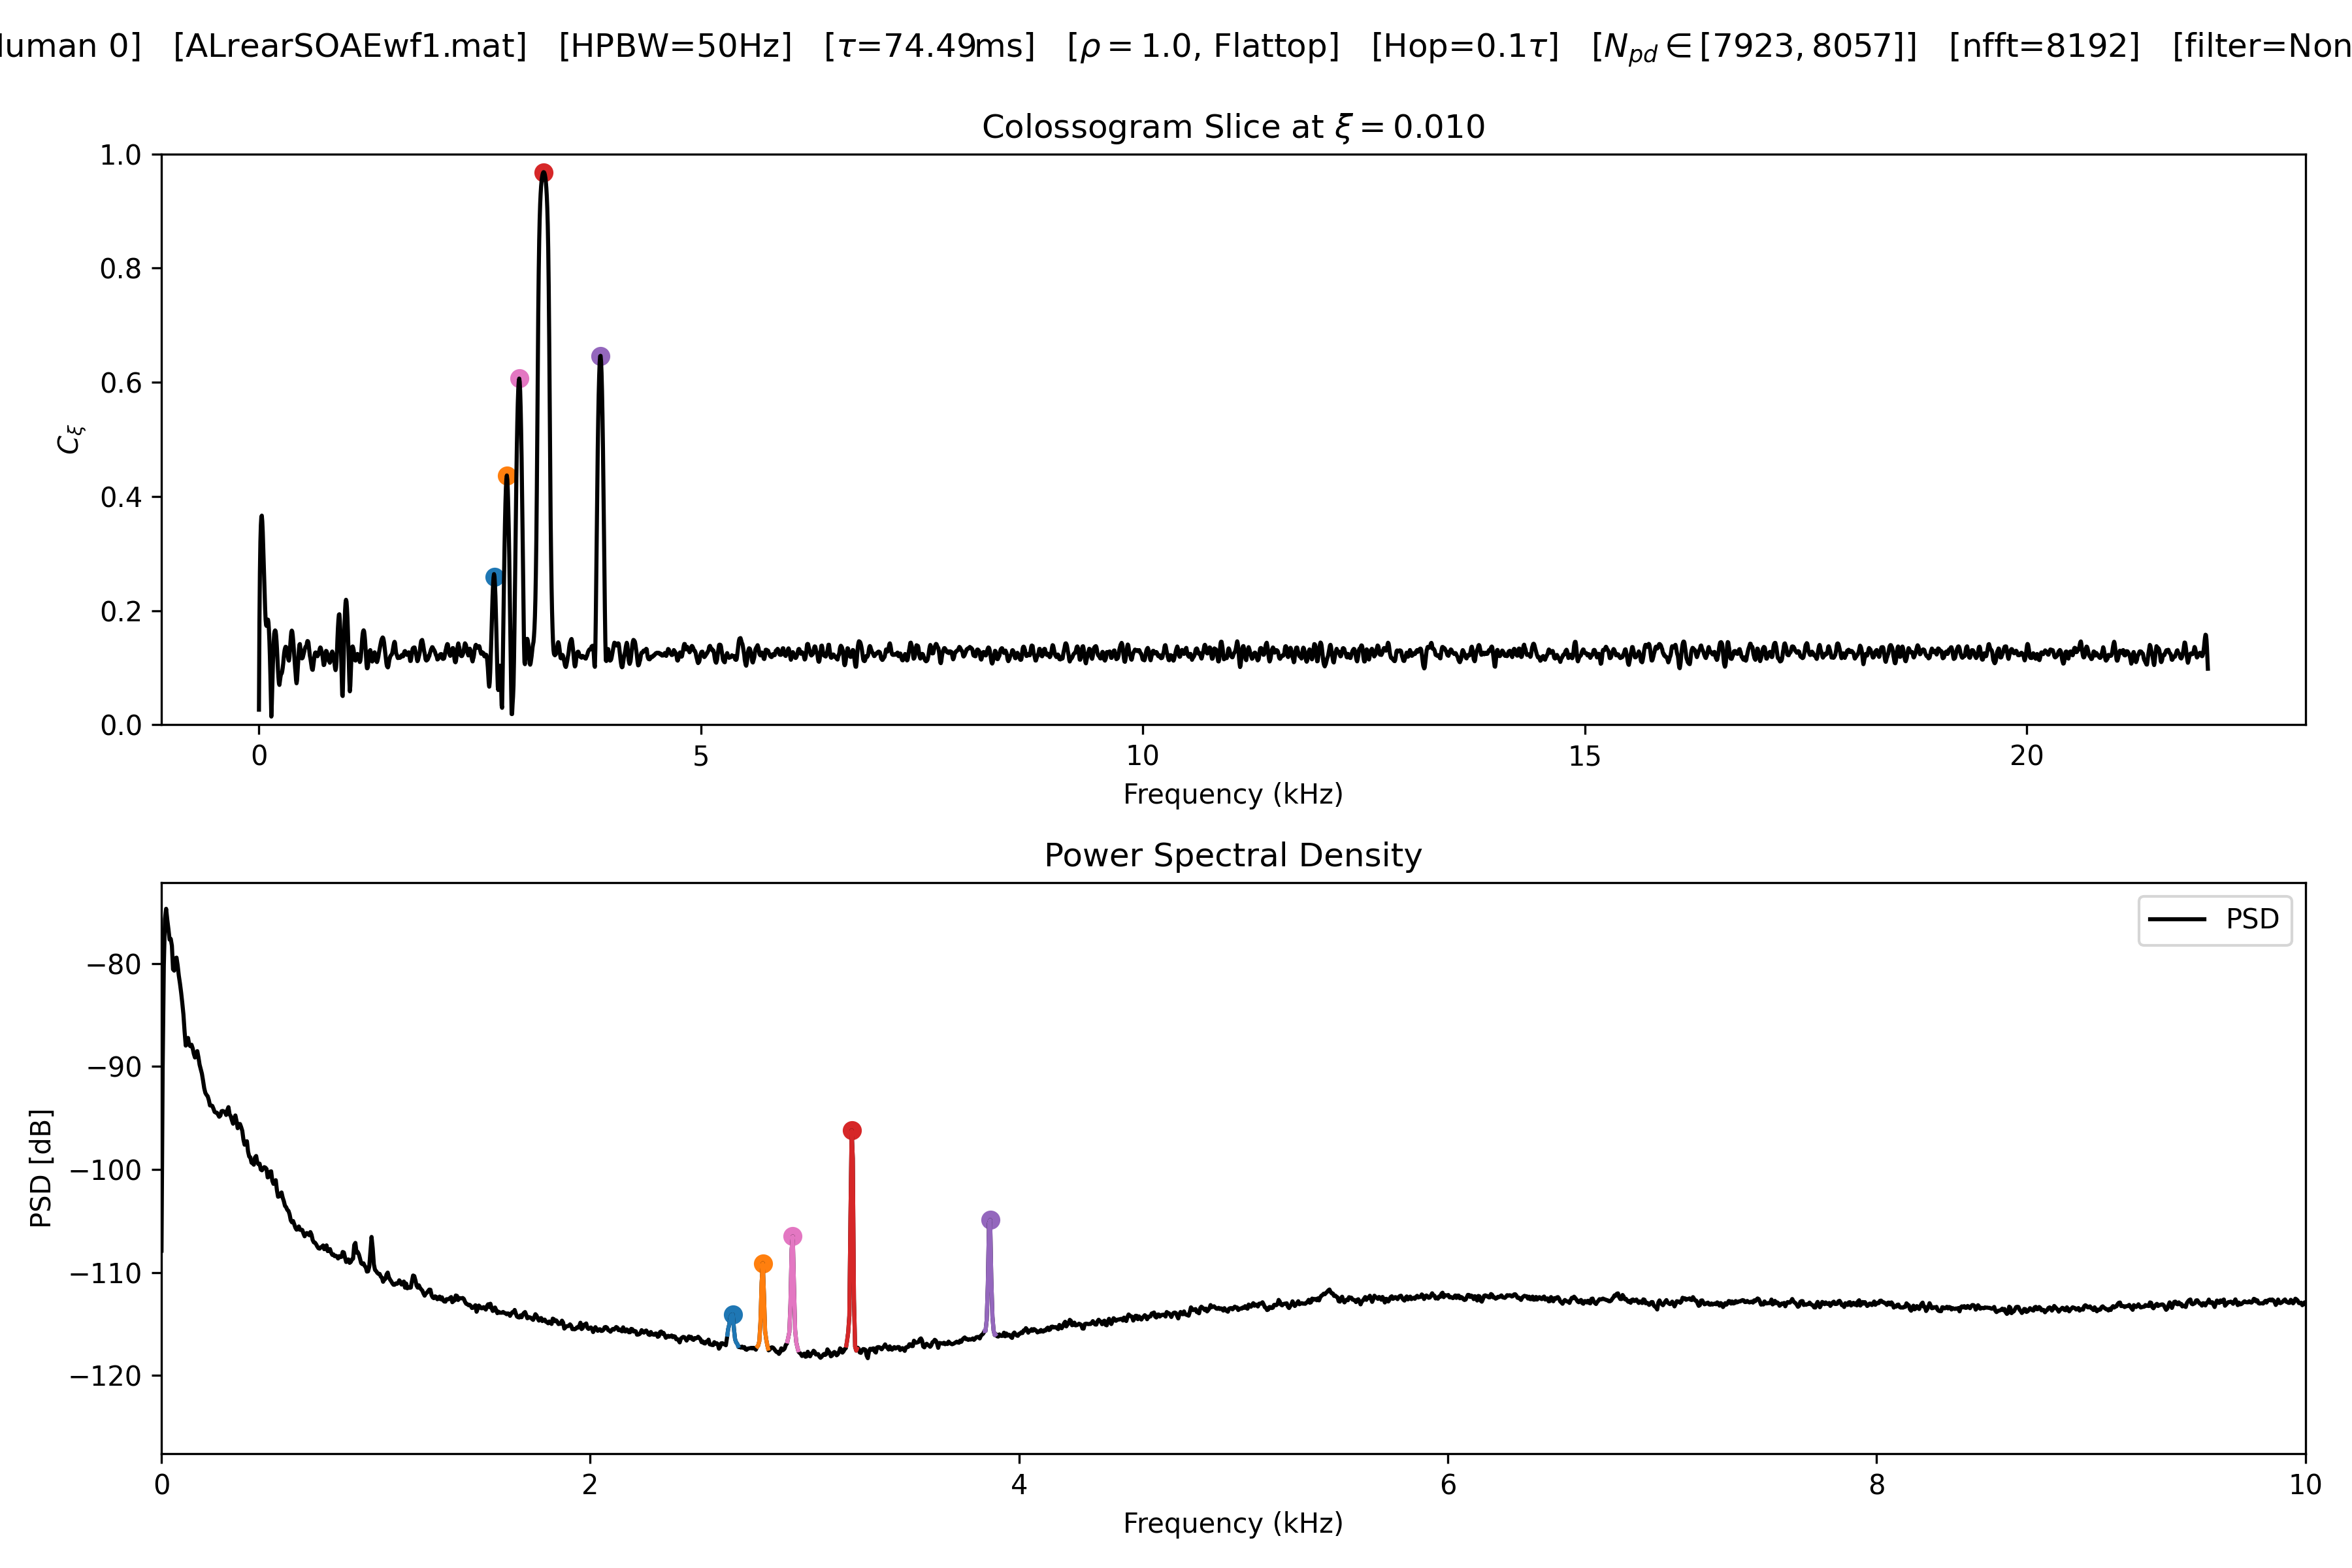 uman 0] [ALrearSOAEwf1.mat] [HPBW=50Hz] [τ=74.49ms] [ρ = 1.0, Flattop] [Hop=0.1τ] [N_pd ∈ [7923, 8057]] [nfft=8192] [filter=Non
Colossogram Slice at ξ = 0.010
1.0
0.8
0.6
0.4
0.2
0.0
C_ξ
0 5 10 15 20
Frequency (kHz)
Power Spectral Density
PSD
−80
−90
−100
−110
−120
PSD [dB]
0 2 4 6 8 10
Frequency (kHz)